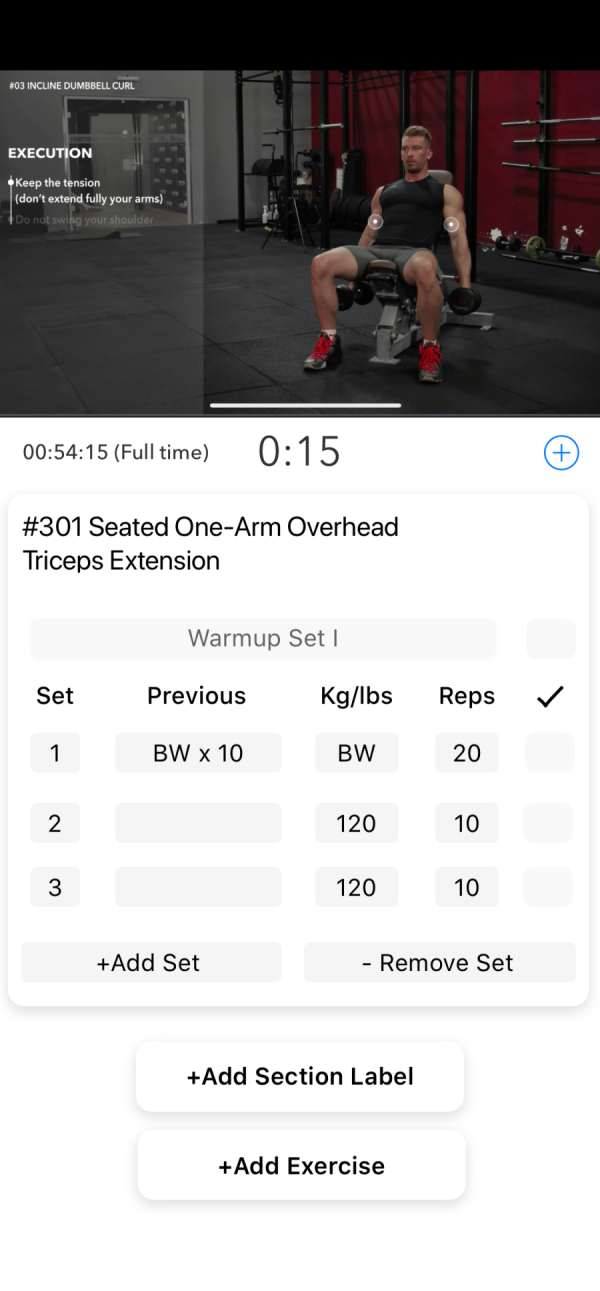 #03 INCLINE DUMBBELL CURL
EXECUTION
Keep the tension
(don't extend fully your arms)
Do not swing your shoulder
00:54:15 (Full time) 0:15
#301 Seated One-Arm Overhead
Triceps Extension
Warmup Set I
Set Previous Kg/lbs Reps ✓
1 BW x 10 BW 20
2 120 10
3 120 10
+Add Set - Remove Set
+Add Section Label
+Add Exercise